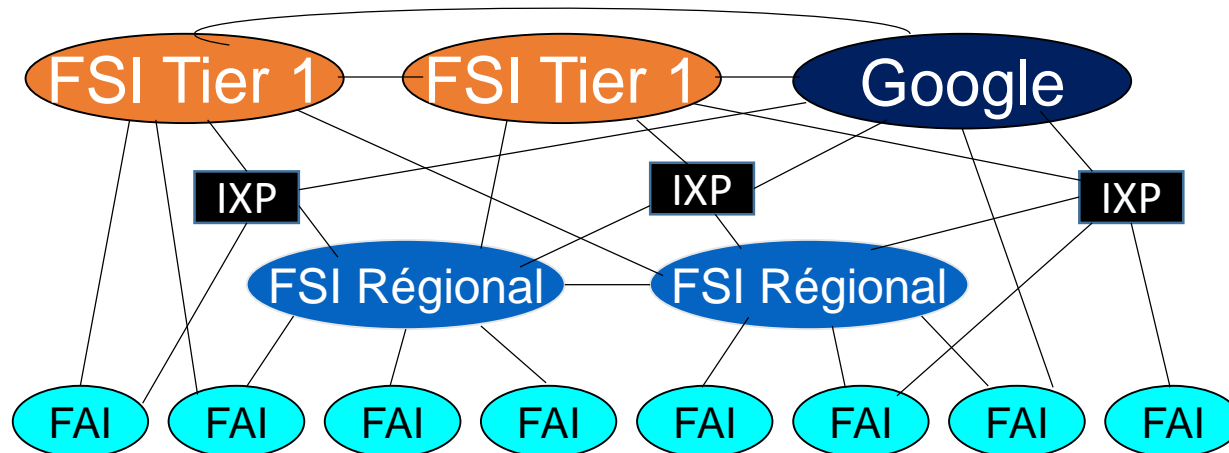 FSI Tier 1
FSI Tier 1
Google
IXP
IXP
IXP
FSI Régional
FSI Régional
FAI
FAI
FAI
FAI
FAI
FAI
FAI
FAI